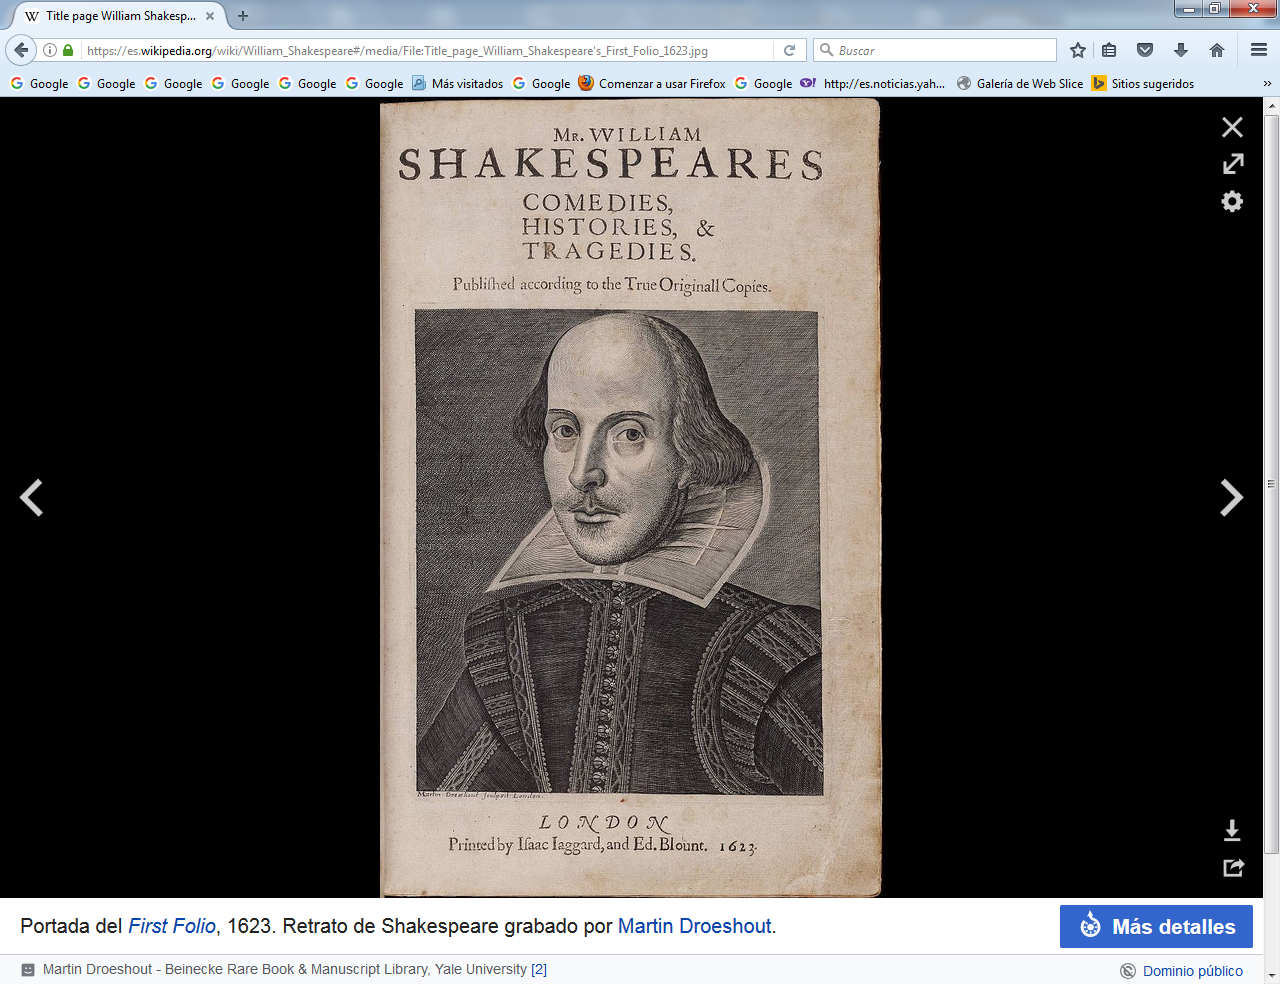 Title page William Shakesp...
https://es.wikipedia.org/wiki/William_Shakespeare#/media/File:Title_page_William_Shakespeare's_First_Folio_1623.jpg
Buscar
Google Google Google Google Google Google Más visitados Google Comenzar a usar Firefox Google http://es.noticias.yah... Galería de Web Slice Sitios sugeridos
Mr. WILLIAM
SHAKESPEARES
COMEDIES,
HISTORIES, &
TRAGEDIES.
Publiſhed according to the True Originall Copies.
Martin Droeshout ſculpſit London.
LONDON
Printed by Iſaac Iaggard, and Ed. Blount. 1623.
Portada del First Folio, 1623. Retrato de Shakespeare grabado por Martin Droeshout.
Más detalles
Martin Droeshout - Beinecke Rare Book & Manuscript Library, Yale University [2]
Dominio público